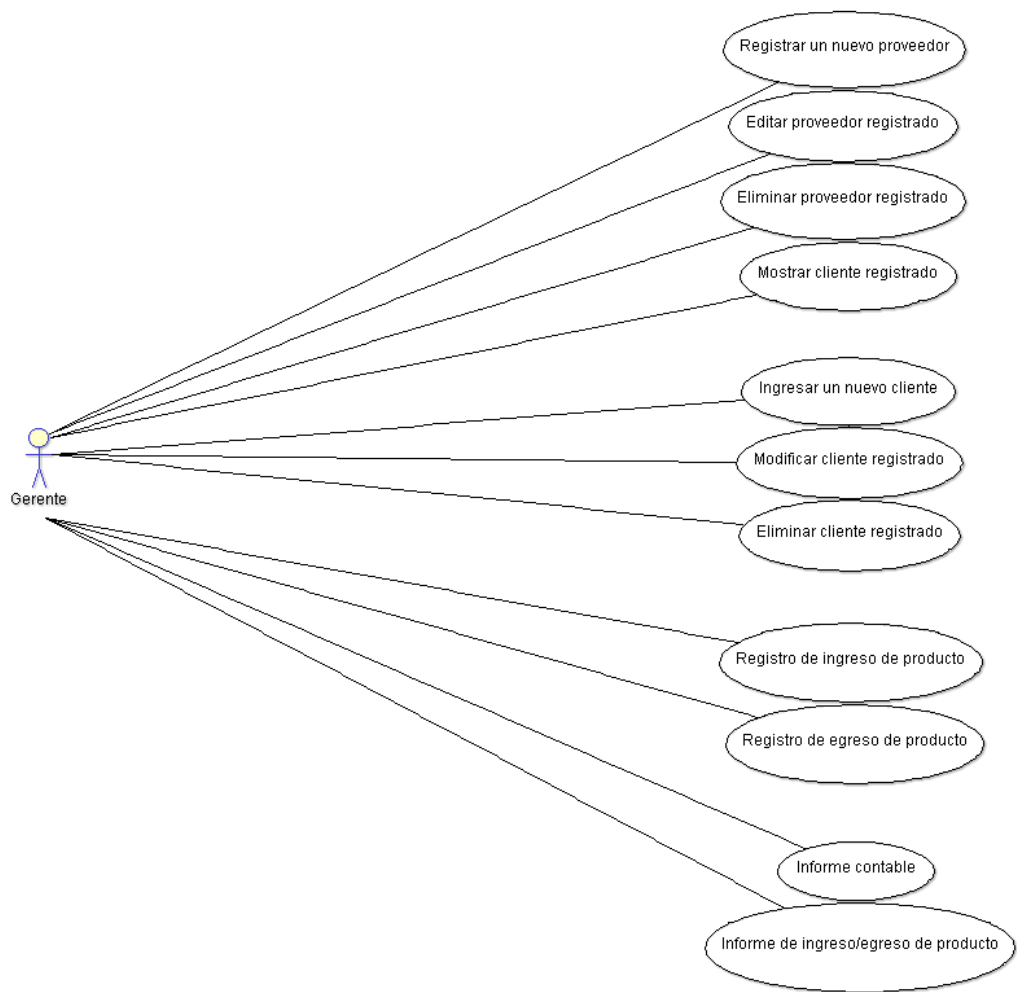 Registrar un nuevo proveedor
Editar proveedor registrado
Eliminar proveedor registrado
Mostrar cliente registrado
Ingresar un nuevo cliente
Modificar cliente registrado
Gerente
Eliminar cliente registrado
Registro de ingreso de producto
Registro de egreso de producto
Informe contable
Informe de ingreso/egreso de producto